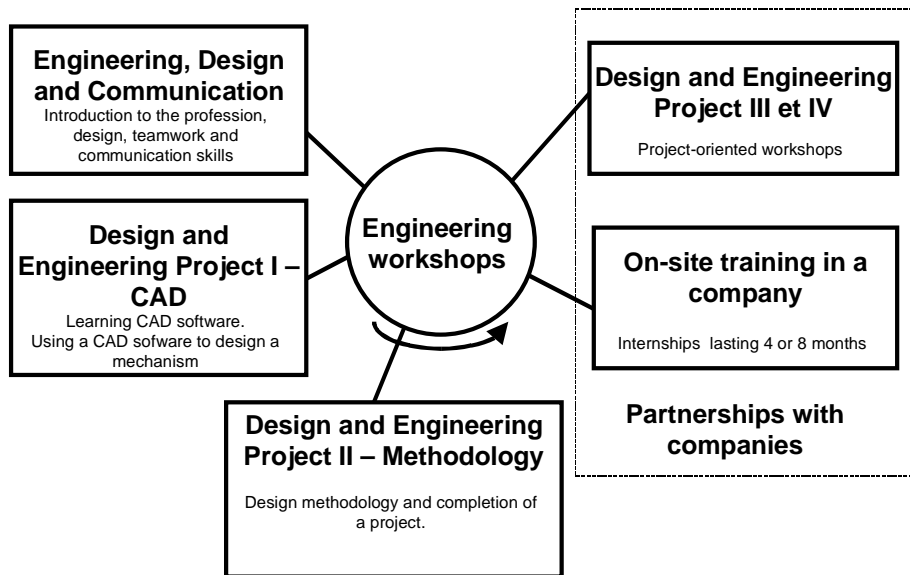 Engineering, Design
and Communication
Introduction to the profession,
design, teamwork and
communication skills
Design and
Engineering Project I –
CAD
Learning CAD software.
Using a CAD sofware to design a
mechanism
Engineering
workshops
Design and Engineering
Project II – Methodology
Design methodology and completion of
a project.
Design and Engineering
Project III et IV
Project-oriented workshops
On-site training in a
company
Internships lasting 4 or 8 months
Partnerships with
companies